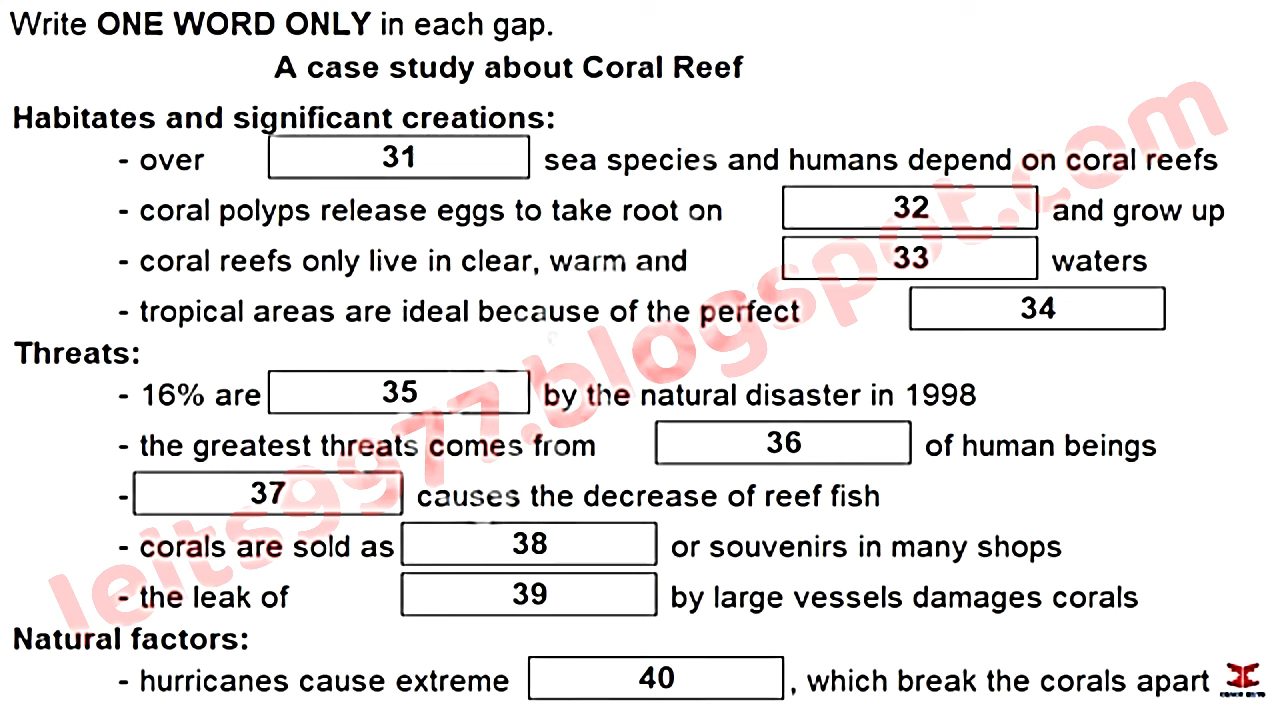 Write ONE WORD ONLY in each gap.
A case study about Coral Reef
Habitates and significant creations:
- over 31 sea species and humans depend on coral reefs
- coral polyps release eggs to take root on 32 and grow up
- coral reefs only live in clear, warm and 33 waters
- tropical areas are ideal because of the perfect 34
Threats:
- 16% are 35 by the natural disaster in 1998
- the greatest threats comes from 36 of human beings
- 37 causes the decrease of reef fish
- corals are sold as 38 or souvenirs in many shops
- the leak of 39 by large vessels damages corals
Natural factors:
- hurricanes cause extreme 40 , which break the corals apart
Ieits9977.blogspot.com